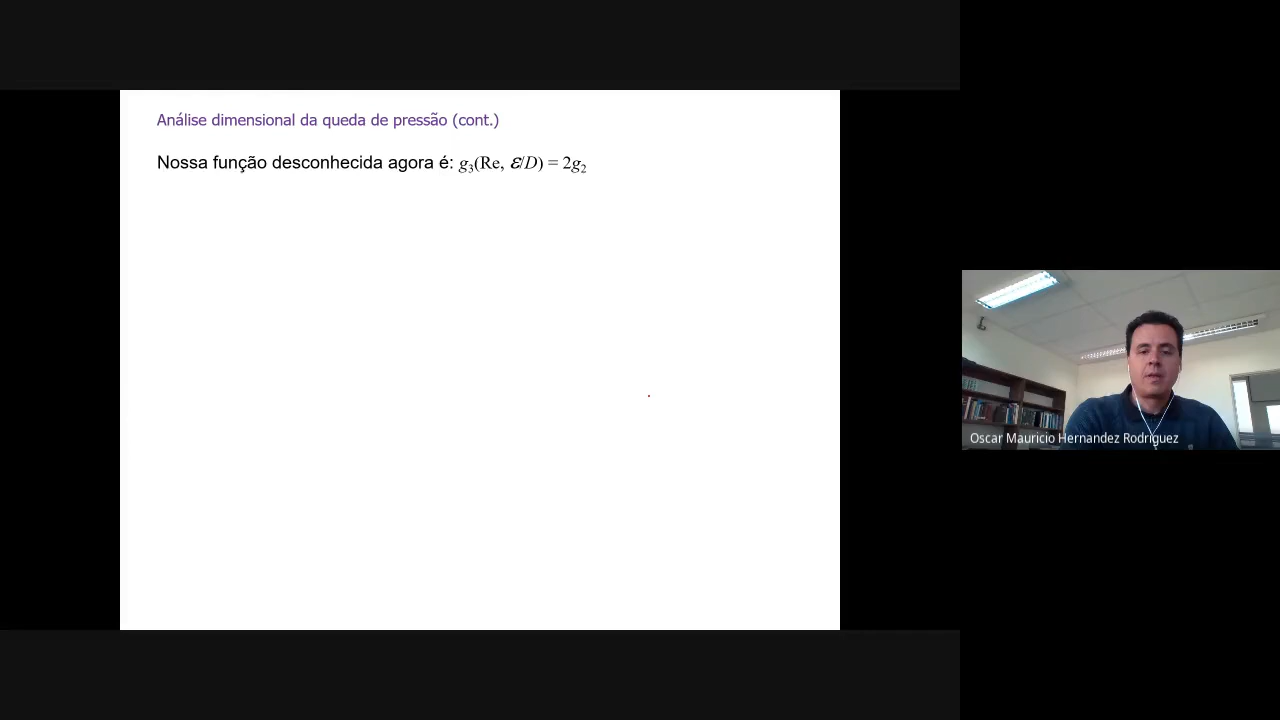 Análise dimensional da queda de pressão (cont.)
Nossa função desconhecida agora é: g₃(Re, ε/D) = 2g₂
Oscar Mauricio Hernandez Rodriguez